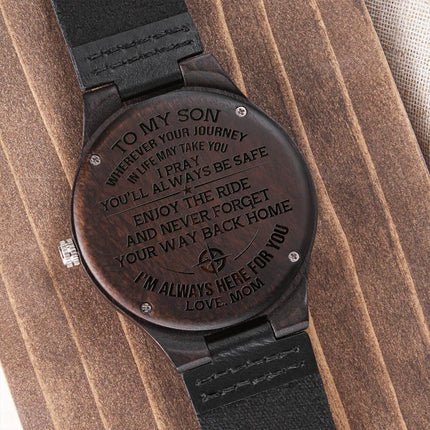 TO MY SON
WHEREVER YOUR JOURNEY
IN LIFE MAY TAKE YOU
I PRAY
YOU'LL ALWAYS BE SAFE
ENJOY THE RIDE
AND NEVER FORGET
YOUR WAY BACK HOME
I'M ALWAYS HERE FOR YOU
LOVE, MOM